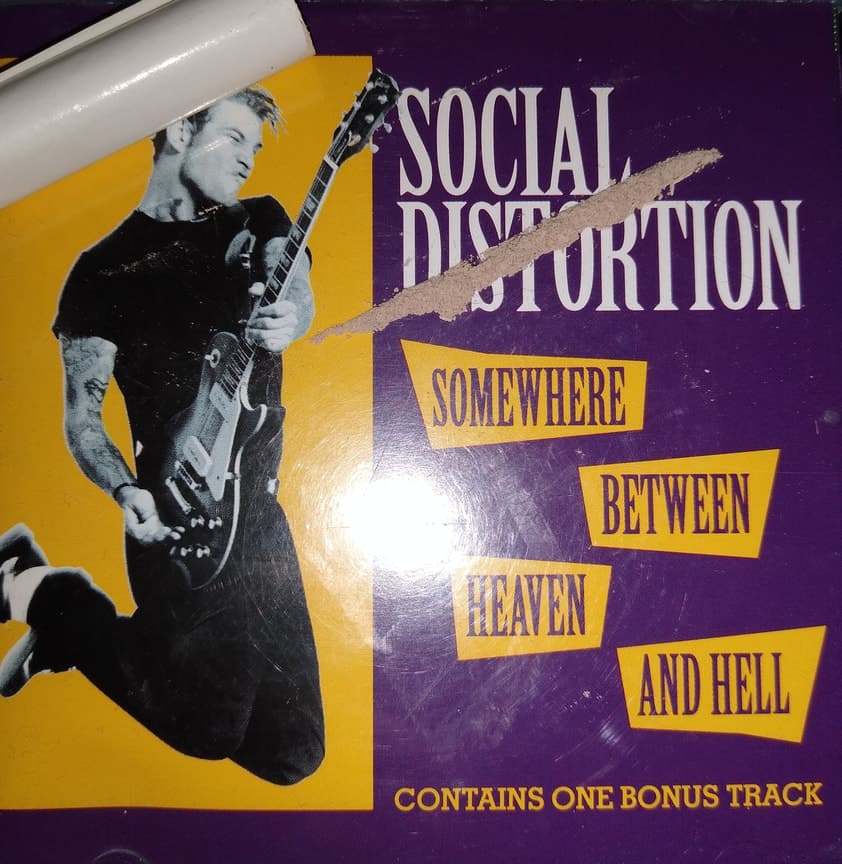 SOCIAL
DISTORTION
SOMEWHERE
BETWEEN
HEAVEN
AND HELL
CONTAINS ONE BONUS TRACK